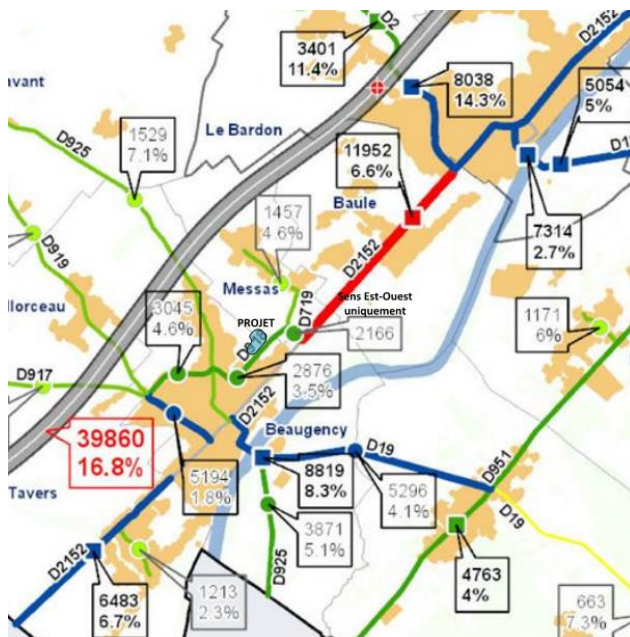 D2
3401
11.4%
8038
14.3%
D2152
5054
5%
avant
1529
7.1%
Le Bardon
D925
11952
6.6%
D1
7314
2.7%
Baule
1457
4.6%
D2152
D919
Messas
D719
Sens Est-Ouest
uniquement
2166
1171
6%
llorceau
3045
4.6%
PROJET
2876
3.5%
D917
D2152
39860
16.8%
Beaugency
D19
D951
5194
1.8%
8819
8.3%
5296
4.1%
D19
Tavers
3871
5.1%
D925
D2152
4763
4%
6483
6.7%
1213
2.3%
663
7.3%